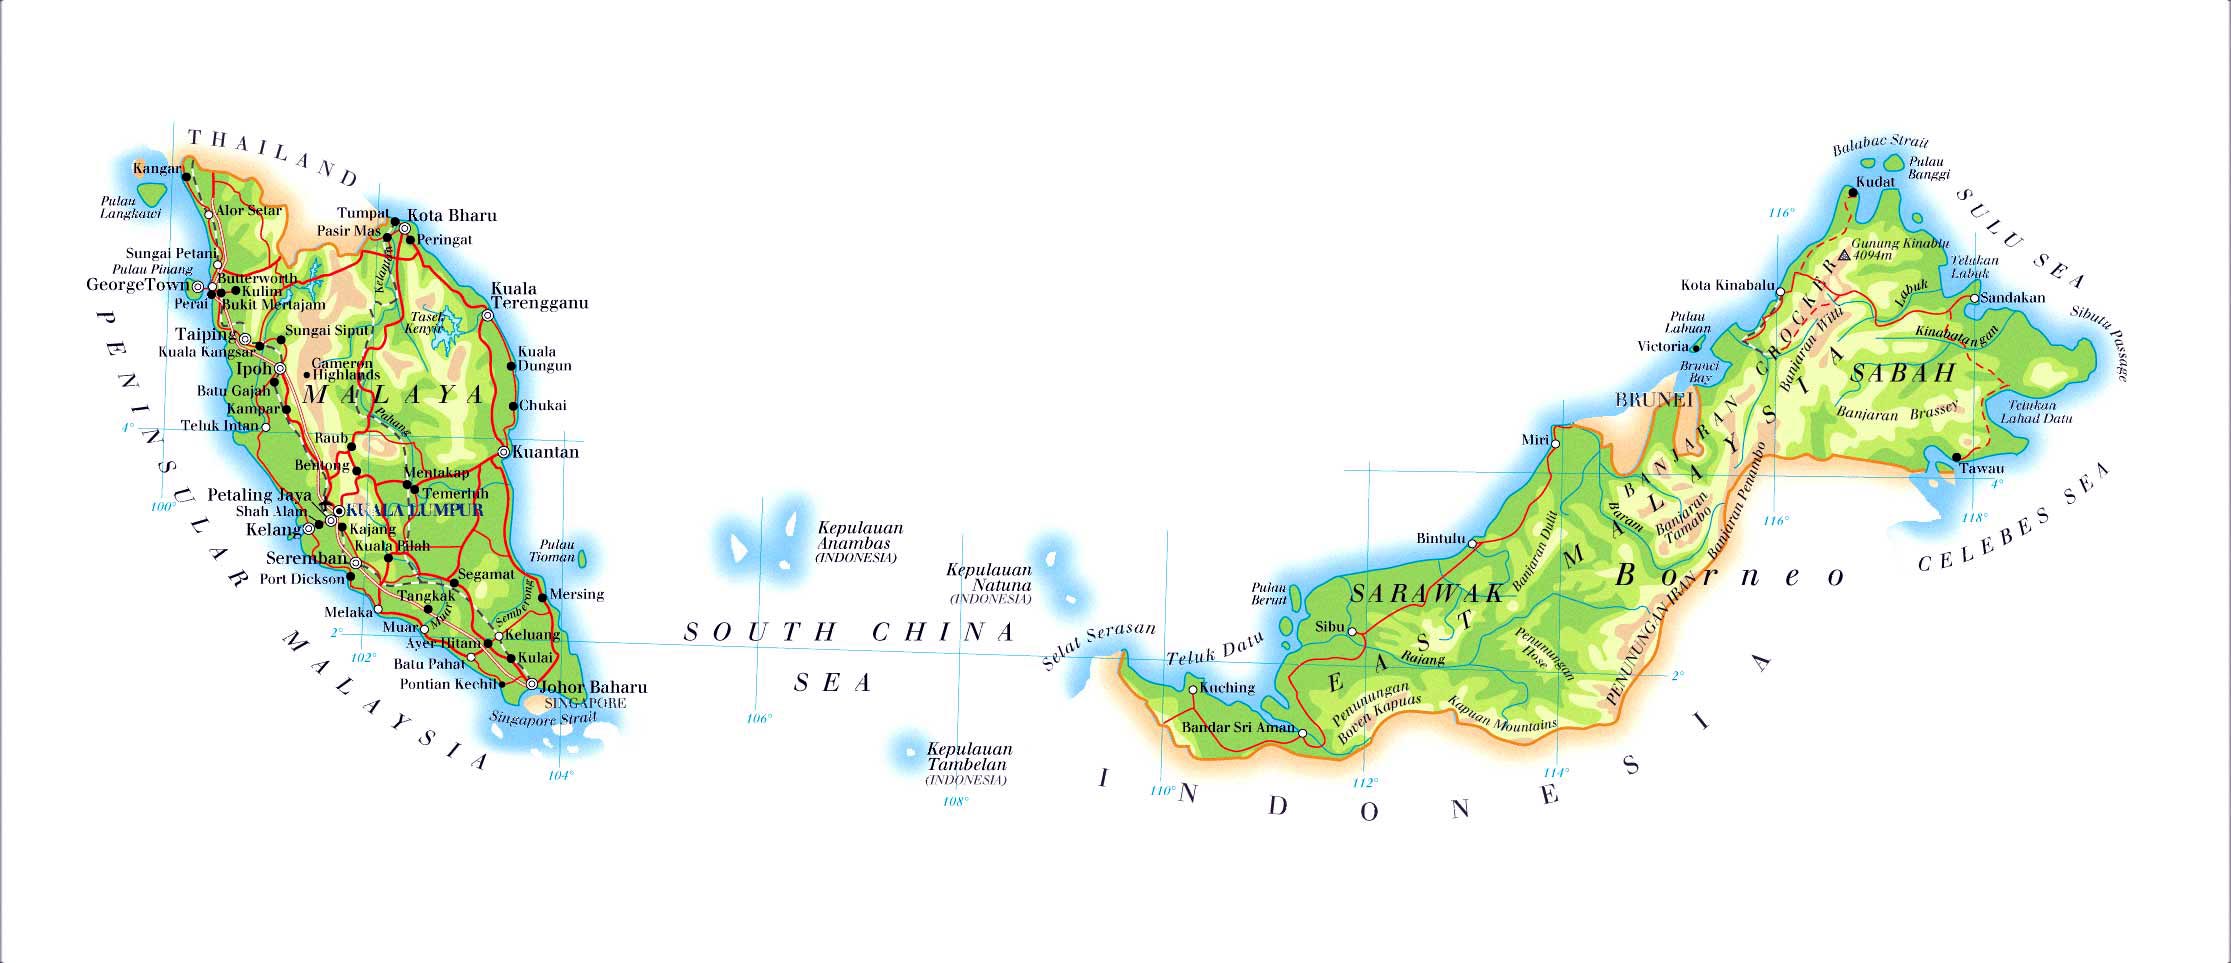 THAILAND
Kangar
Pulau
Langkawi
Alor Setar
Tumpat
Kota Bharu
Pasir Mas
Peringat
Sungai Petani
Pulau Pinang
Butterworth
GeorgeTown
Kulim
Perai
Bukit Mertajam
Kelantan
Kuala
Terengganu
Tasek
Kenyir
Taiping
Sungai Siput
Kuala Kangsar
Cameron
Highlands
Ipoh
Kuala
Dungun
Batu Gajah
MALAYA
Kampar
Chukai
Pahang
Teluk Intan
4°
Raub
Kuantan
Bentong
Mentakap
Temerluh
Petaling Jaya
Shah Alam
KUALA LUMPUR
100°
Kelang
Kajang
Kuala Pilah
Seremban
Pulau
Tioman
Port Dickson
Segamat
Tangkak
Mersing
Melaka
Muar
Semberong
Muar
2°
Keluang
Ayer Hitam
102°
Batu Pahat
Kulai
Pontian Kechil
Johor Baharu
SINGAPORE
Singapore Strait
104°
PENINSULAR
MALAYSIA
Kepulauan
Anambas
(INDONESIA)
Kepulauan
Natuna
(INDONESIA)
SOUTH CHINA
SEA
106°
Kepulauan
Tambelan
(INDONESIA)
108°
Selat Serasan
Teluk Datu
Kuching
Bandar Sri Aman
110°
112°
114°
INDONESIA
Balabac Strait
Pulau
Banggi
Kudat
116°
SULU SEA
Gunung Kinablu
4094m
Telukan
Labuk
Kota Kinabalu
Labuk
Sandakan
Sibutu Passage
Pulau
Labuan
Victoria
Brunei
Bay
BANJARAN CROCKER
Banjaran Witti
Kinabatangan
SABAH
BRUNEI
Banjaran Brassey
Telukan
Lahad Datu
Miri
Tawau
4°
116°
118°
CELEBES SEA
Baram
Banjaran
Tamabo
Banjaran Penambo
Bintulu
Banjaran Dulit
EAST MALAYSIA
Borneo
Pulau
Beruit
SARAWAK
Sibu
Rajang
Penunungan
Hose
PENUNUNGAN IRAN
2°
Penunungan
Boven Kapuas
Kapuan Mountains